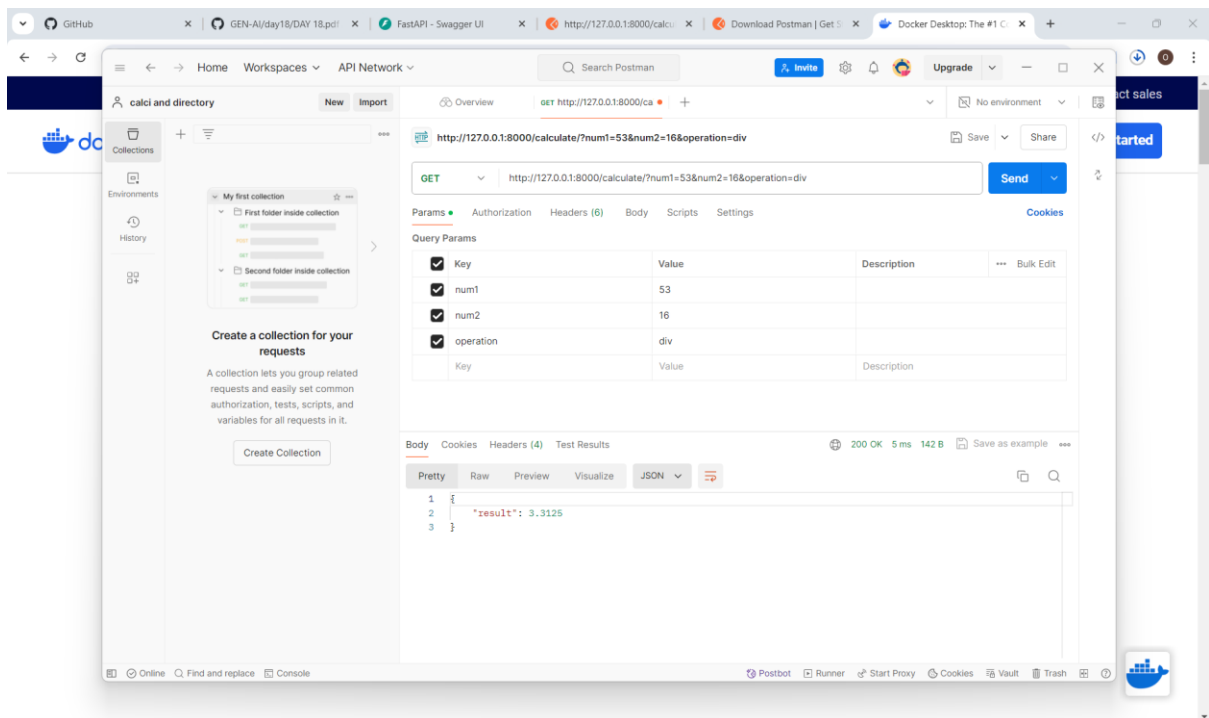 GitHub
GEN-AI/day18/DAY 18.pdf
FastAPI - Swagger UI
http://127.0.0.1:8000/calcu
Download Postman | Get S
Docker Desktop: The #1 C
Home Workspaces API Network
Search Postman
Invite
Upgrade
act sales
calci and directory
New Import
Overview
GET http://127.0.0.1:8000/ca
No environment
do
Collections
http://127.0.0.1:8000/calculate/?num1=53&num2=16&operation=div
Save
Share
tarted
Environments
GET
http://127.0.0.1:8000/calculate/?num1=53&num2=16&operation=div
Send
My first collection
First folder inside collection
GET
POST
GET
Second folder inside collection
GET
GET
History
Params Authorization Headers (6) Body Scripts Settings
Cookies
Query Params
Key Value Description Bulk Edit
num1 53
num2 16
operation div
Key Value Description
Create a collection for your
requests
A collection lets you group related
requests and easily set common
authorization, tests, scripts, and
variables for all requests in it.
Create Collection
Body Cookies Headers (4) Test Results
200 OK 5 ms 142 B Save as example
Pretty Raw Preview Visualize JSON
1 {
2 "result": 3.3125
3 }
Online Find and replace Console
Postbot Runner Start Proxy Cookies Vault Trash